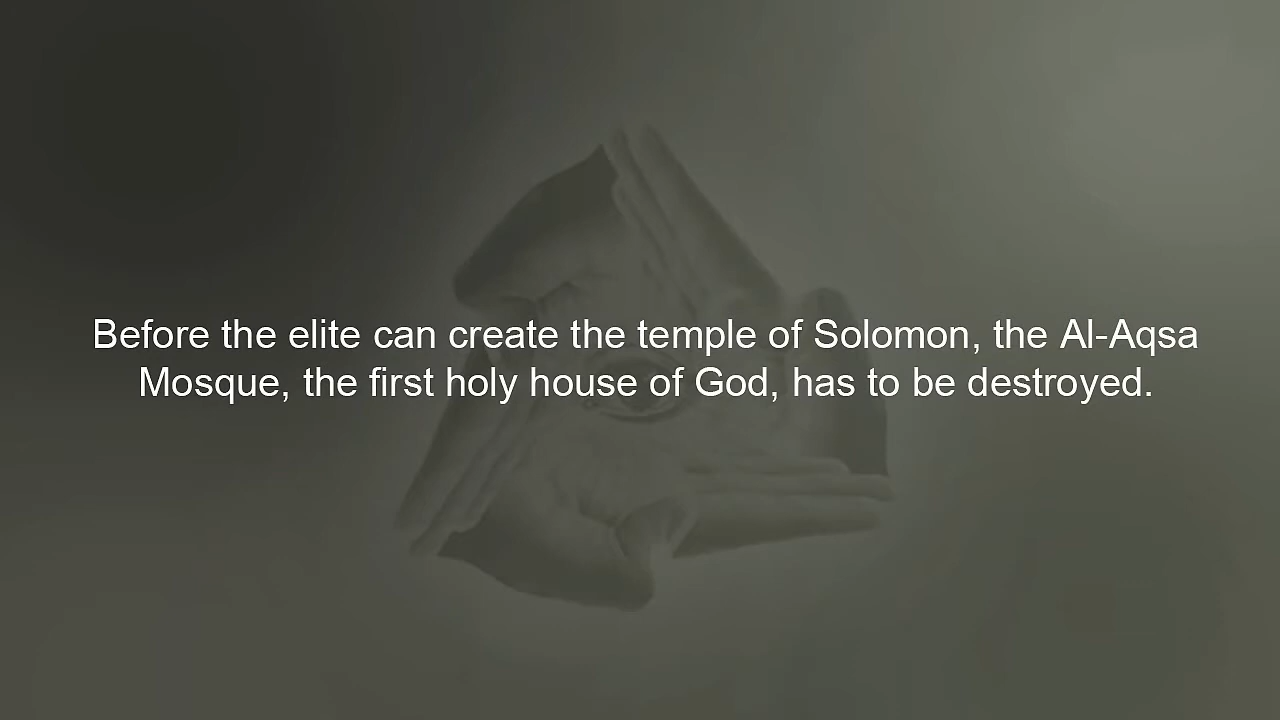 Before the elite can create the temple of Solomon, the Al-Aqsa
Mosque, the first holy house of God, has to be destroyed.